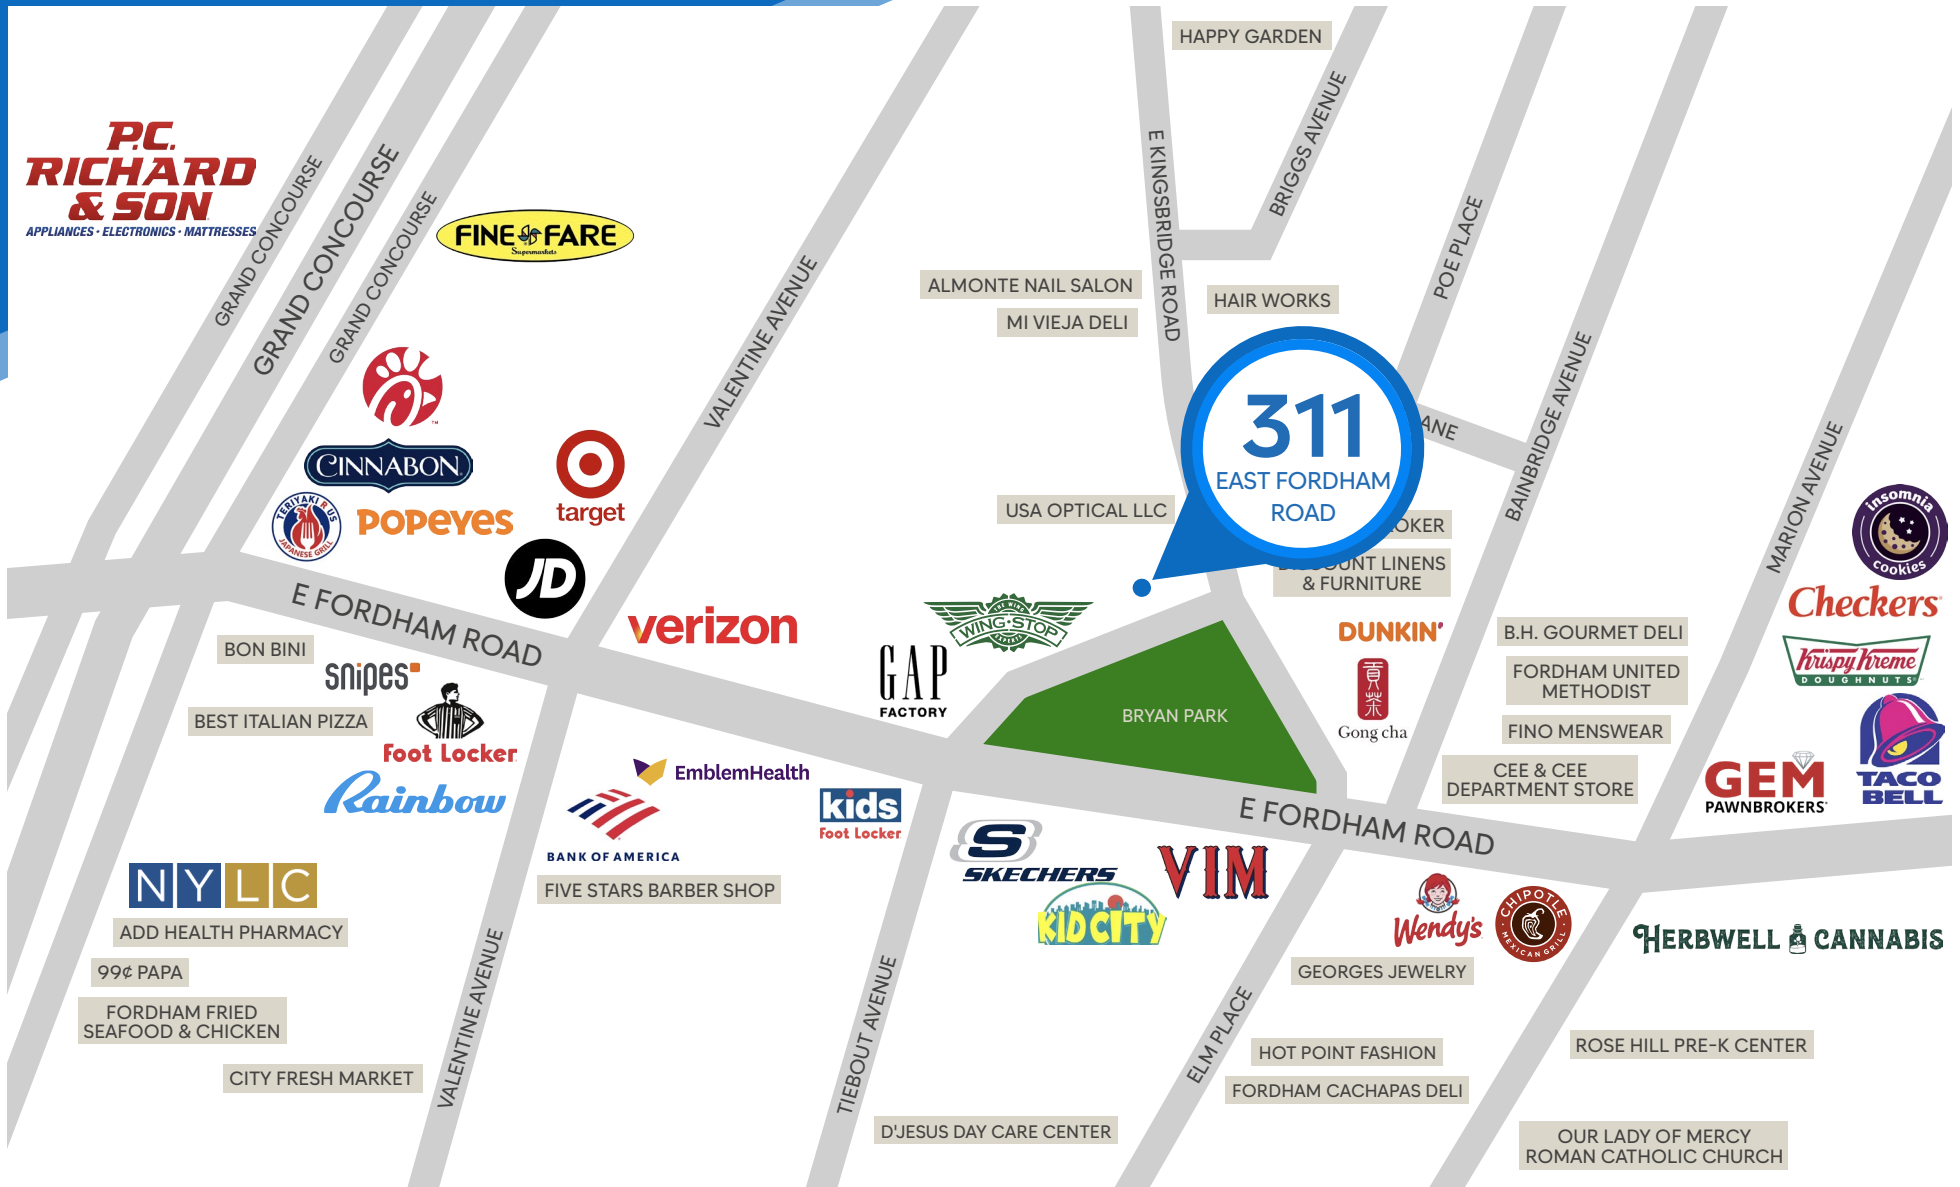 HAPPY GARDEN
P.C.
RICHARD
& SON
APPLIANCES • ELECTRONICS • MATTRESSES
GRAND CONCOURSE
GRAND CONCOURSE
GRAND CONCOURSE
FINE FARE
Supermarkets
VALENTINE AVENUE
E KINGSBRIDGE ROAD
BRIGGS AVENUE
POE PLACE
BAINBRIDGE AVENUE
MARION AVENUE
ALMONTE NAIL SALON
MI VIEJA DELI
HAIR WORKS
311
EAST FORDHAM
ROAD
ANE
USA OPTICAL LLC
OKER
UNT LINENS
& FURNITURE
CINNABON
TERIYAKI R US
JAPANESE GRILL
POPEYES
target
JD
E FORDHAM ROAD
verizon
THE WING
WING•STOP
EXPERTS
GAP
FACTORY
BRYAN PARK
DUNKIN'
貢茶
Gong cha
B.H. GOURMET DELI
FORDHAM UNITED
METHODIST
FINO MENSWEAR
CEE & CEE
DEPARTMENT STORE
insomnia
cookies
Checkers
Krispy Kreme
DOUGHNUTS
TACO
BELL
GEM
PAWNBROKERS
BON BINI
snipes
BEST ITALIAN PIZZA
Foot Locker
Rainbow
EmblemHealth
BANK OF AMERICA
kids
Foot Locker
FIVE STARS BARBER SHOP
S
SKECHERS
KIDCITY
VIM
E FORDHAM ROAD
Wendy's
CHIPOTLE
MEXICAN GRILL
HERBWELL CANNABIS
NYLC
ADD HEALTH PHARMACY
99¢ PAPA
FORDHAM FRIED
SEAFOOD & CHICKEN
CITY FRESH MARKET
VALENTINE AVENUE
TIEBOUT AVENUE
ELM PLACE
GEORGES JEWELRY
HOT POINT FASHION
FORDHAM CACHAPAS DELI
D'JESUS DAY CARE CENTER
ROSE HILL PRE-K CENTER
OUR LADY OF MERCY
ROMAN CATHOLIC CHURCH